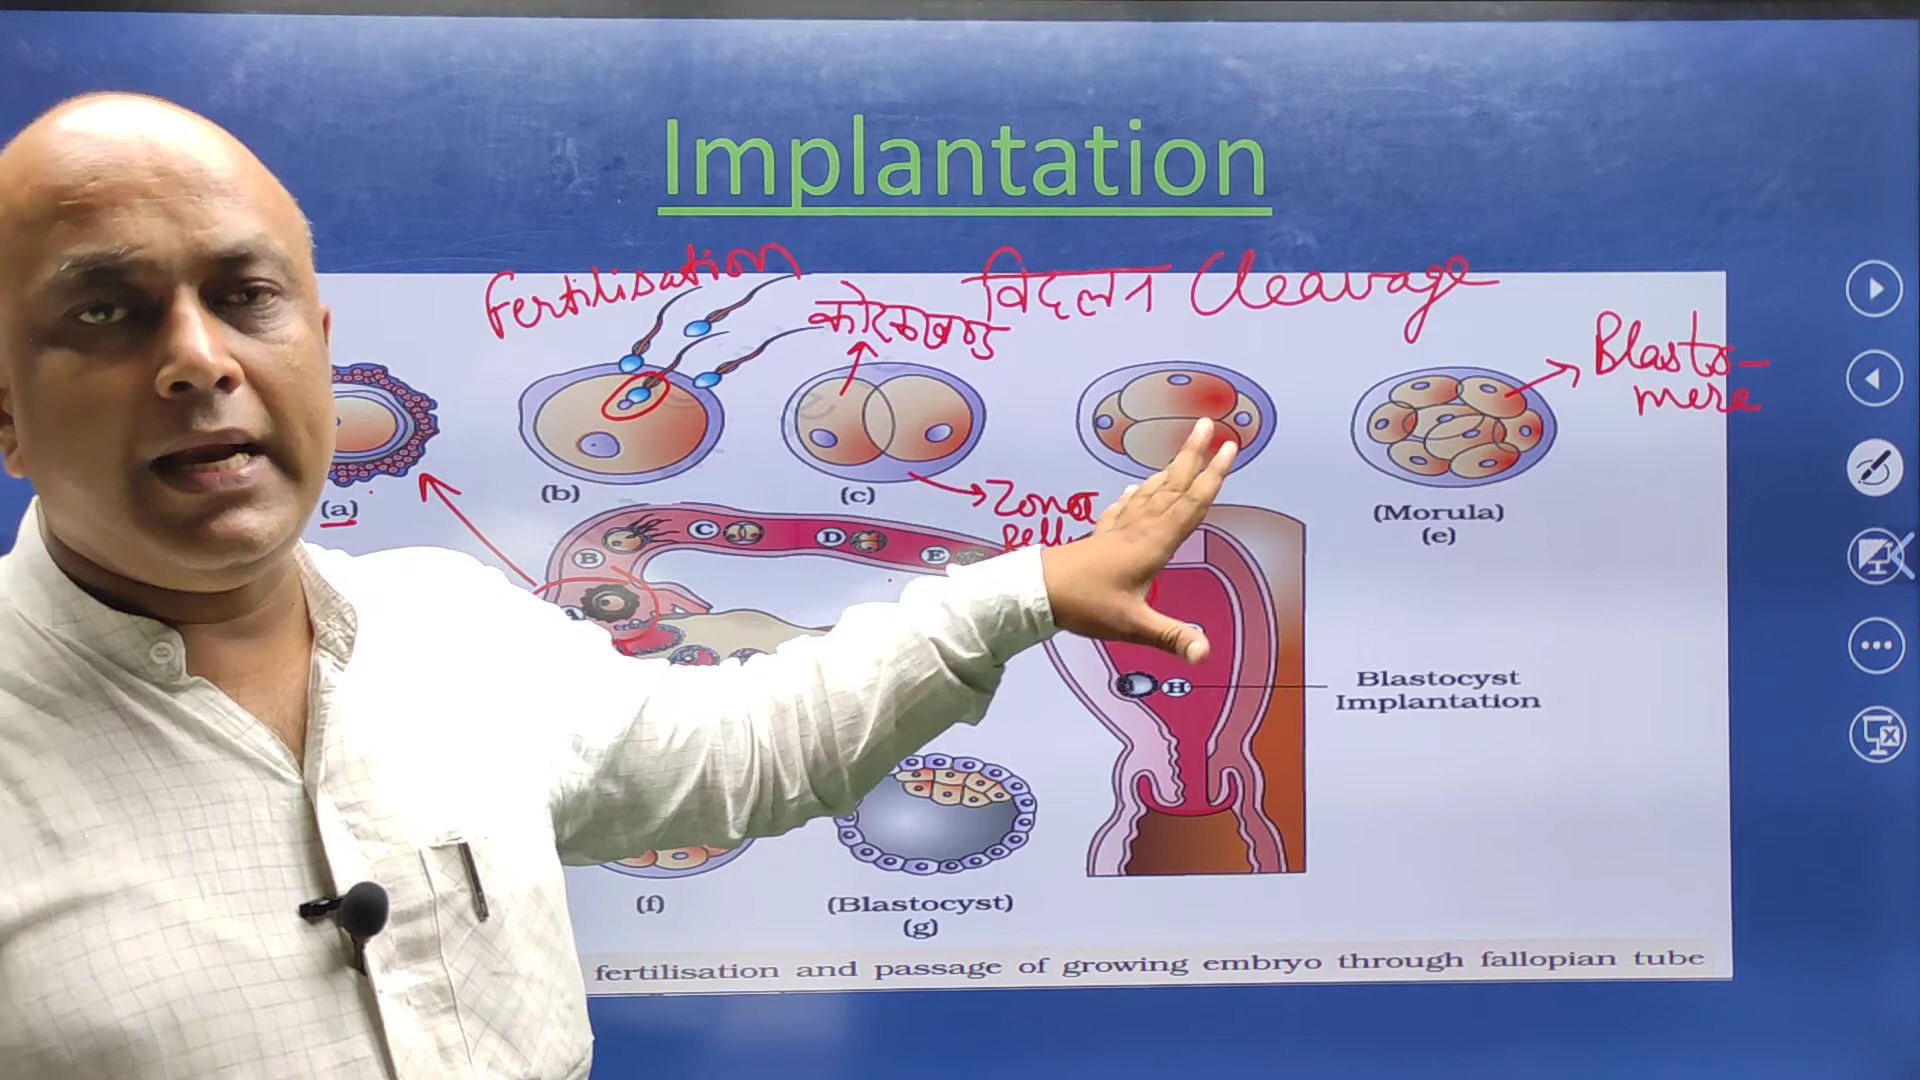 Implantation
Fertilisation
विदलन Cleavage
कोरकखण्ड
Blasto-
mere
(a)
(b)
(c)
Zona
Pellu
(Morula)
(e)
B
C
D
E
A
H
Blastocyst
Implantation
(f)
(Blastocyst)
(g)
fertilisation and passage of growing embryo through fallopian tube